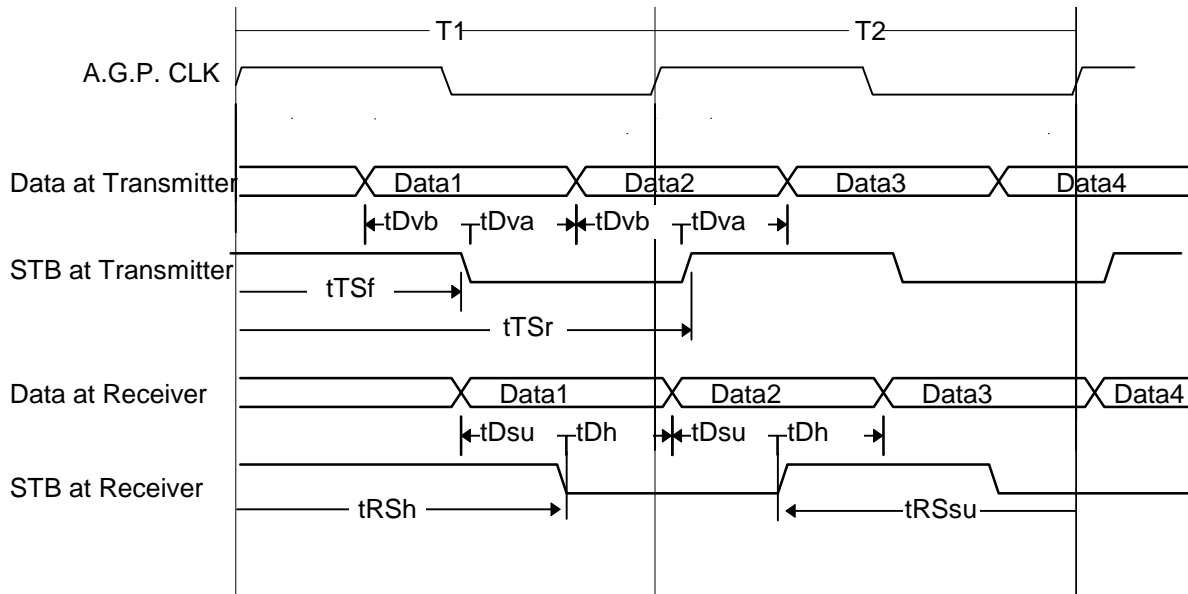 T1 T2
A.G.P. CLK
Data at Transmitter Data1 Data2 Data3 Data4
tDvb tDva tDvb tDva
STB at Transmitter
tTSf
tTSr
Data at Receiver Data1 Data2 Data3 Data4
tDsu tDh tDsu tDh
STB at Receiver
tRSh tRSsu